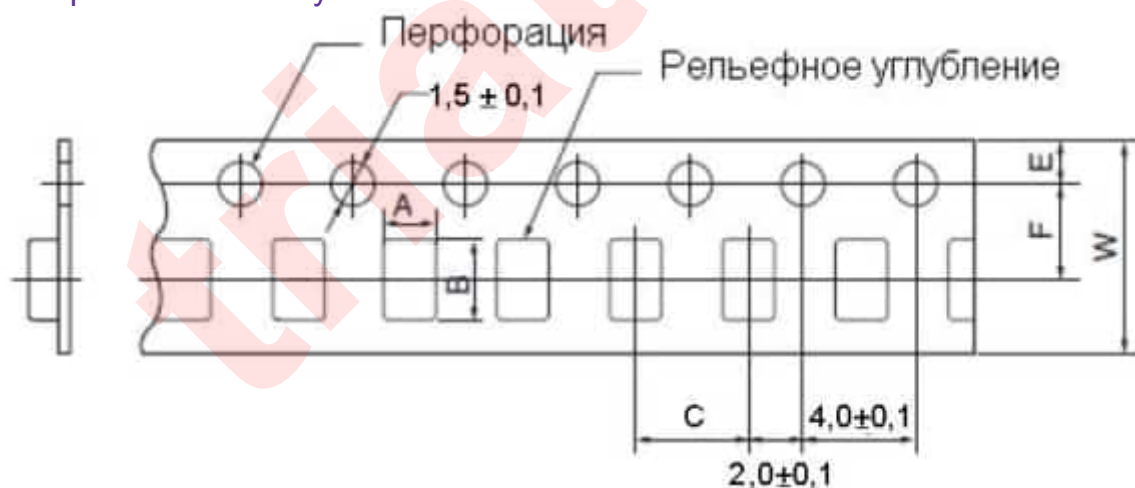 Перфорация
Рельефное углубление
1,5 ± 0,1
E
A
F
W
B
C
4,0±0,1
2,0±0,1